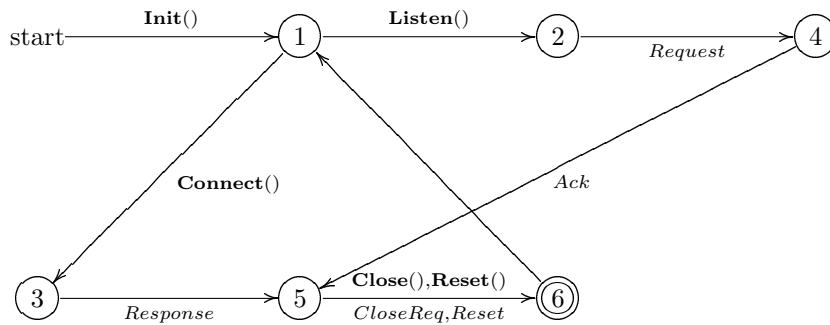 Init()
Listen()
start
1
2
4
Request
Connect()
Ack
Close(),Reset()
3
5
6
Response
CloseReq,Reset